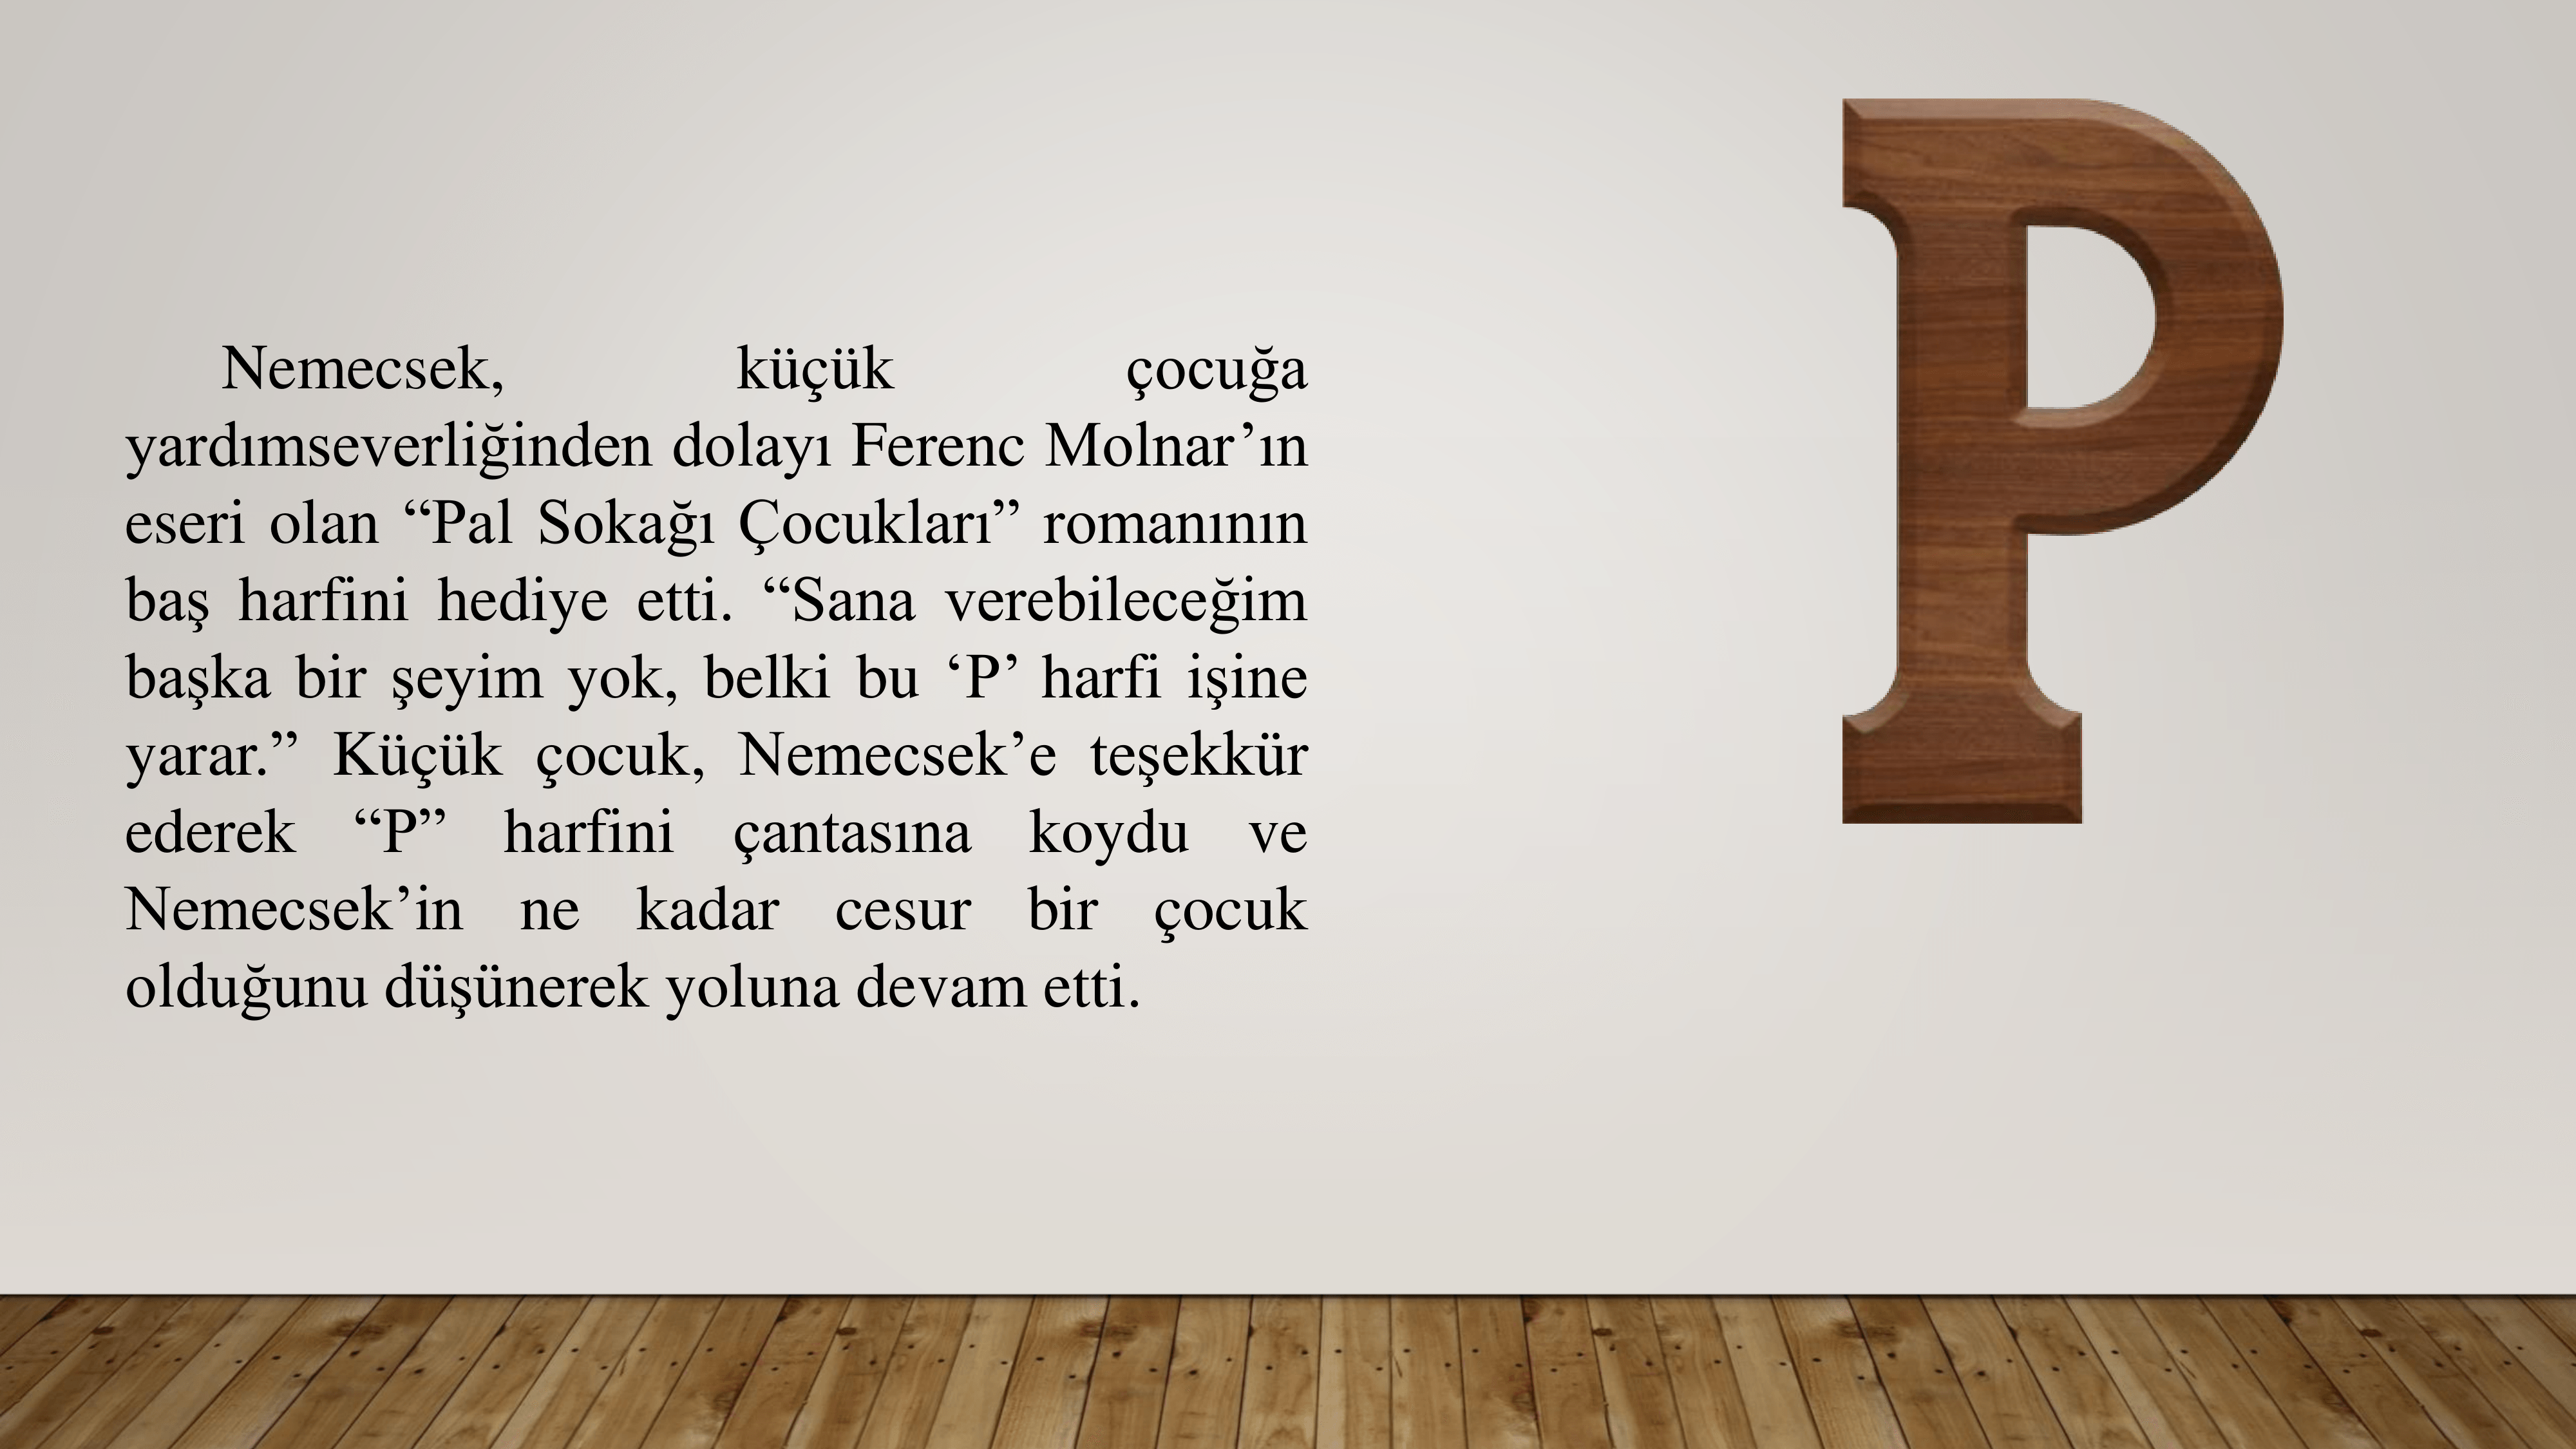 Nemecsek, küçük çocuğa
yardımseverliğinden dolayı Ferenc Molnar’ın
eseri olan “Pal Sokağı Çocukları” romanının
baş harfini hediye etti. “Sana verebileceğim
başka bir şeyim yok, belki bu ‘P’ harfi işine
yarar.” Küçük çocuk, Nemecsek’e teşekkür
ederek “P” harfini çantasına koydu ve
Nemecsek’in ne kadar cesur bir çocuk
olduğunu düşünerek yoluna devam etti.
P